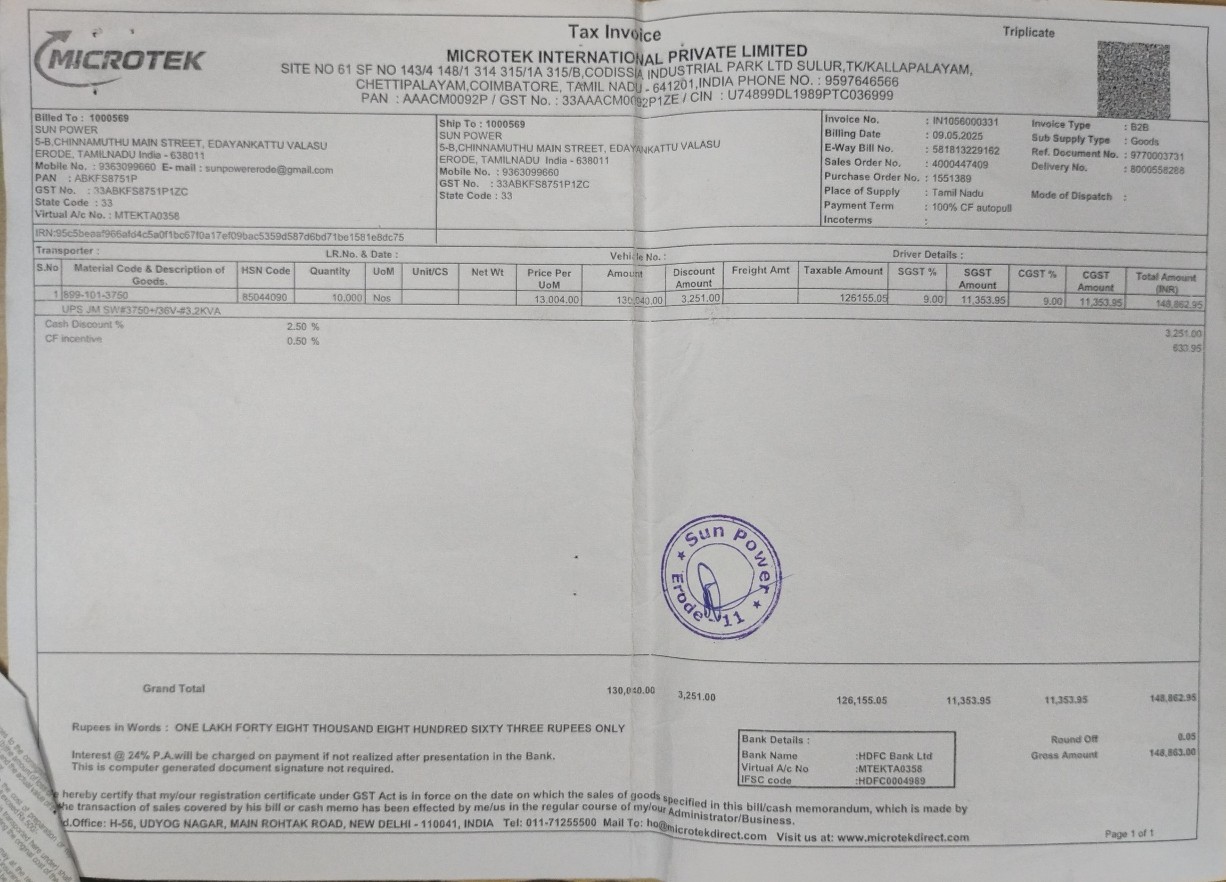 Tax Invoice
Triplicate
MICROTEK
MICROTEK INTERNATIONAL PRIVATE LIMITED
SITE NO 61 SF NO 143/4 148/1 314 315/1A 315/B,CODISSIA INDUSTRIAL PARK LTD SULUR,TK/KALLAPALAYAM,
CHETTIPALAYAM,COIMBATORE, TAMIL NADU - 641201,INDIA PHONE NO. : 9597646566
PAN : AAACM0092P / GST No. : 33AAACM0092P1ZE / CIN : U74899DL1989PTC036999
Billed To : 1000569
SUN POWER
5-B,CHINNAMUTHU MAIN STREET, EDAYANKATTU VALASU
ERODE, TAMILNADU India - 638011
Mobile No. : 9363099660 E- mail : sunpowererode@gmail.com
PAN : ABKFS8751P
GST No. : 33ABKFS8751P1ZC
State Code : 33
Virtual A/c No. : MTEKTA0358
Ship To : 1000569
SUN POWER
5-B,CHINNAMUTHU MAIN STREET, EDAYANKATTU VALASU
ERODE, TAMILNADU India - 638011
Mobile No. : 9363099660
GST No. : 33ABKFS8751P1ZC
State Code : 33
Invoice No. : IN1056000331
Billing Date : 09.05.2025
E-Way Bill No. : 581813229162
Sales Order No. : 4000447409
Purchase Order No. : 1551389
Place of Supply : Tamil Nadu
Payment Term : 100% CF autopull
Incoterms :
Invoice Type : B2B
Sub Supply Type : Goods
Ref. Document No. : 9770003731
Delivery No. : 8000558288
Mode of Dispatch :
Transporter : LR.No. & Date : Vehicle No. : Driver Details :
S.No Material Code & Description of Goods. HSN Code Quantity UoM Unit/CS Net Wt Price Per UoM Amount Discount Amount Freight Amt Taxable Amount SGST % SGST Amount CGST % CGST Amount Total Amount (INR)
1 899-101-3750 85044090 10,000 Nos 13,004.00 130,040.00 3,251.00 126155.05 9.00 11,353.95 9.00 11,353.95 148,862.95
UPS JM SW#3750+/36V-#3.2KVA
Cash Discount % 2.50 % 3,251.00
CF incentive 0.50 % 633.95
Sun Power
Erode - 11
Grand Total 130,040.00 3,251.00 126,155.05 11,353.95 11,353.95 148,862.95
Rupees in Words : ONE LAKH FORTY EIGHT THOUSAND EIGHT HUNDRED SIXTY THREE RUPEES ONLY
Round Off 0.05
Gross Amount 148,863.00
Interest @ 24% P.A.will be charged on payment if not realized after presentation in the Bank.
This is computer generated document signature not required.
Bank Details :
Bank Name :HDFC Bank Ltd
Virtual A/c No :MTEKTA0358
IFSC code :HDFC0004989
hereby certify that my/our registration certificate under GST Act is in force on the date on which the sales of goods specified in this bill/cash memorandum, which is made by
the transaction of sales covered by his bill or cash memo has been effected by me/us in the regular course of my/our Administrator/Business.
d.Office: H-56, UDYOG NAGAR, MAIN ROHTAK ROAD, NEW DELHI - 110041, INDIA Tel: 011-71255500 Mail To: ho@microtekdirect.com Visit us at: www.microtekdirect.com
Page 1 of 1